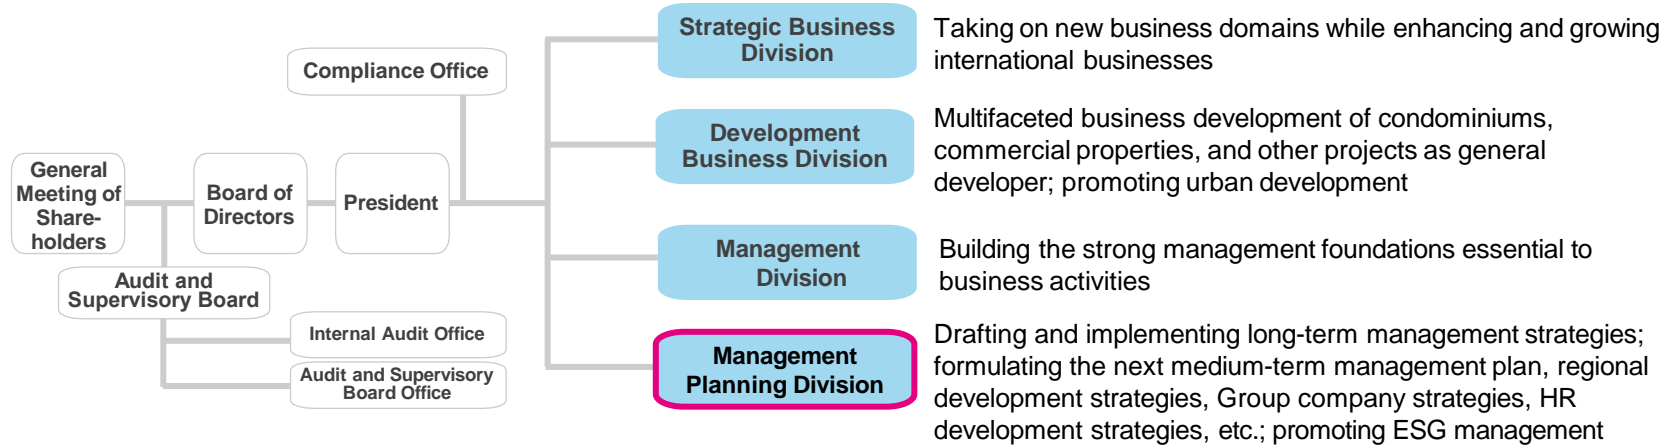 General
Meeting of
Share-
holders
Board of
Directors
President
Compliance Office
Audit and
Supervisory Board
Internal Audit Office
Audit and Supervisory
Board Office
Strategic Business
Division
Taking on new business domains while enhancing and growing
international businesses
Development
Business Division
Multifaceted business development of condominiums,
commercial properties, and other projects as general
developer; promoting urban development
Management
Division
Building the strong management foundations essential to
business activities
Management
Planning Division
Drafting and implementing long-term management strategies;
formulating the next medium-term management plan, regional
development strategies, Group company strategies, HR
development strategies, etc.; promoting ESG management